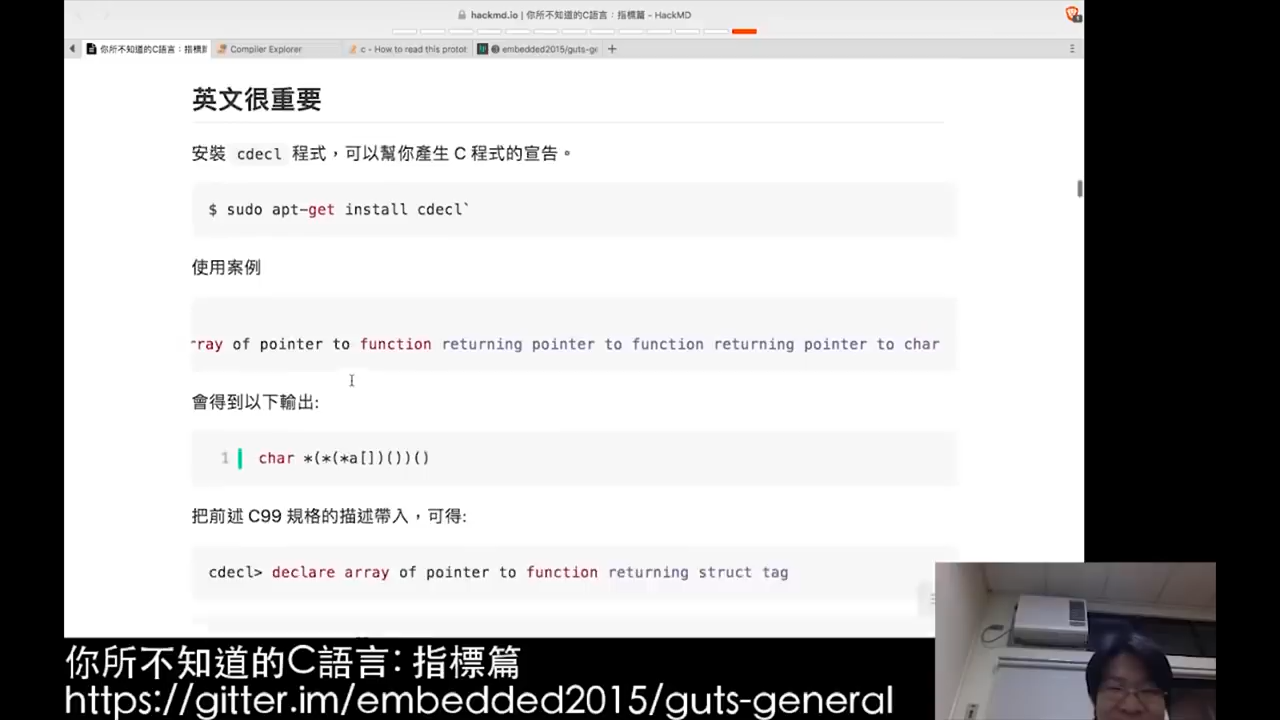 hackmd.io | 你所不知道的C語言：指標篇 - HackMD
你所不知道的C語言：指標
Compiler Explorer
c - How to read this protot
embedded2015/guts-ge
英文很重要
安裝 cdecl 程式，可以幫你產生 C 程式的宣告。
$ sudo apt-get install cdecl`
使用案例
rray of pointer to function returning pointer to function returning pointer to char
會得到以下輸出:
1 char *(*(*a[])())()
把前述 C99 規格的描述帶入，可得:
cdecl> declare array of pointer to function returning struct tag
你所不知道的C語言: 指標篇
https://gitter.im/embedded2015/guts-general